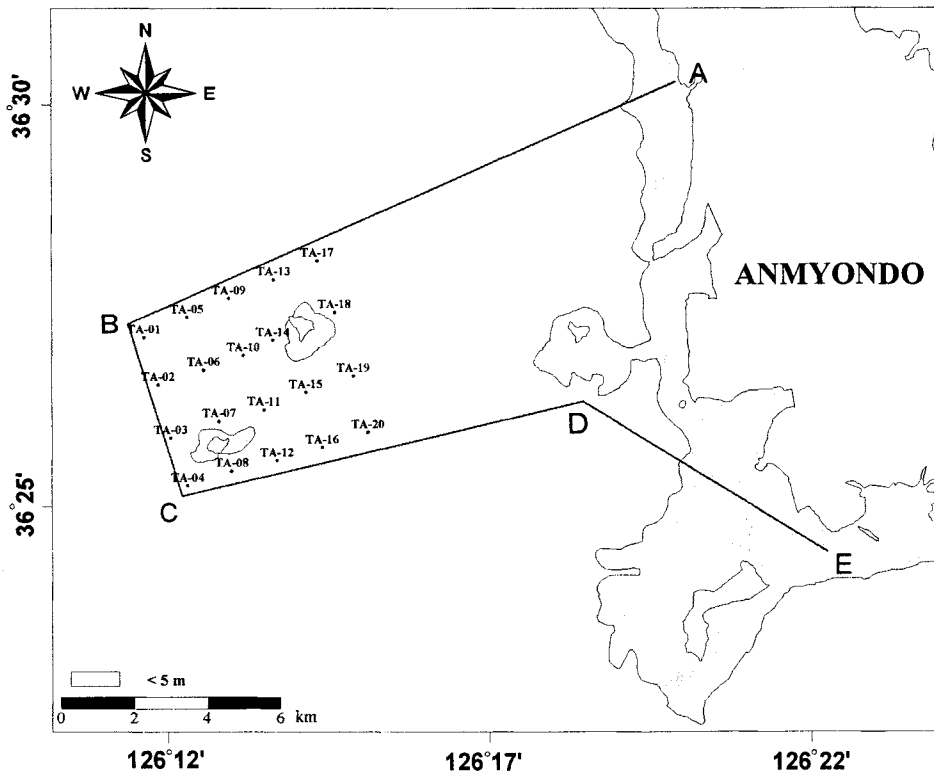 N
W E
S
A
36°30'
TA-17
TA-13
ANMYONDO
TA-09
TA-05
TA-18
B
TA-01
TA-14
TA-10
TA-06
TA-19
TA-02
TA-15
TA-11
TA-07
D
TA-20
TA-03
TA-16
TA-12
TA-08
TA-04
C
36°25'
E
< 5 m
0 2 4 6 km
126°12' 126°17' 126°22'